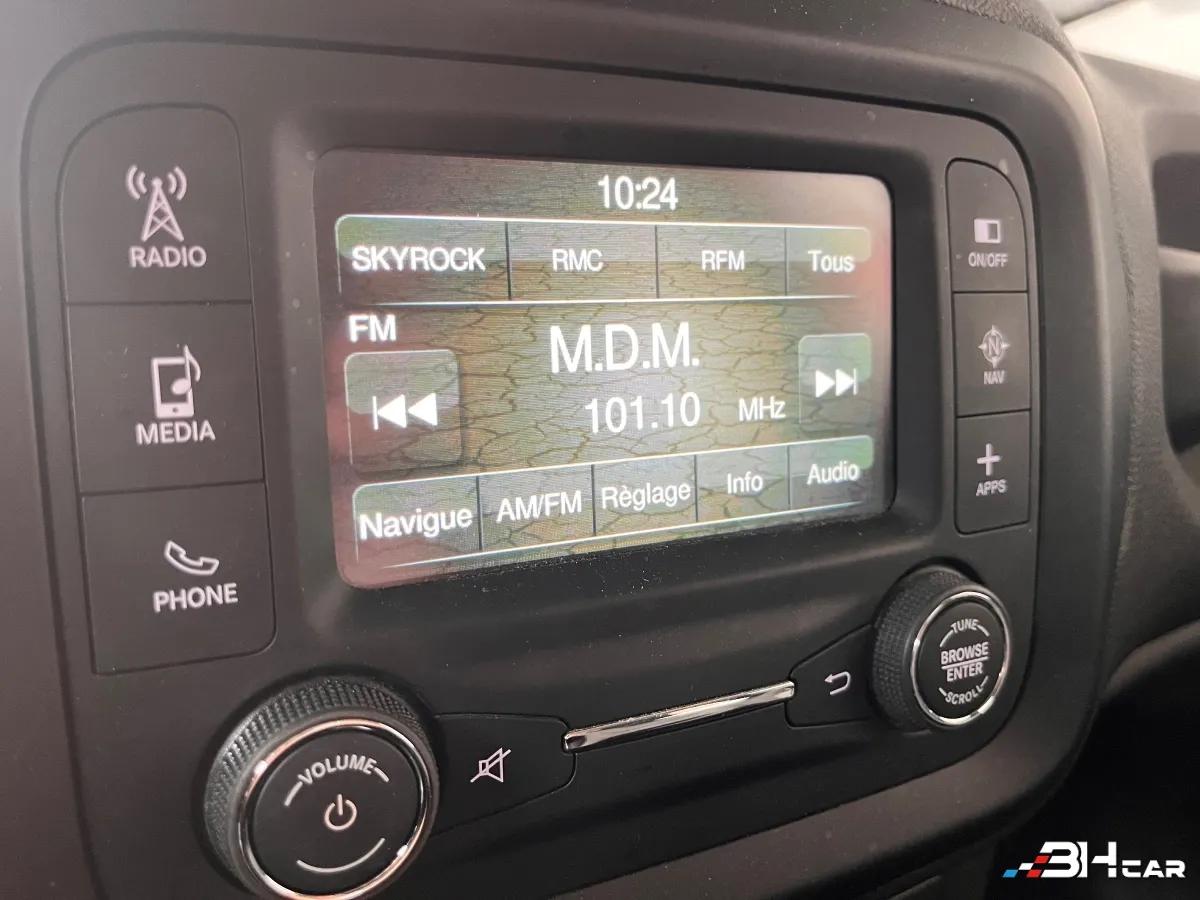 10:24
SKYROCK RMC RFM Tous
FM
M.D.M.
101.10 MHz
Navigue AM/FM Règlage Info Audio
RADIO
MEDIA
PHONE
ON/OFF
N
NAV
APPS
VOLUME
TUNE
BROWSE
ENTER
SCROLL
BHCAR